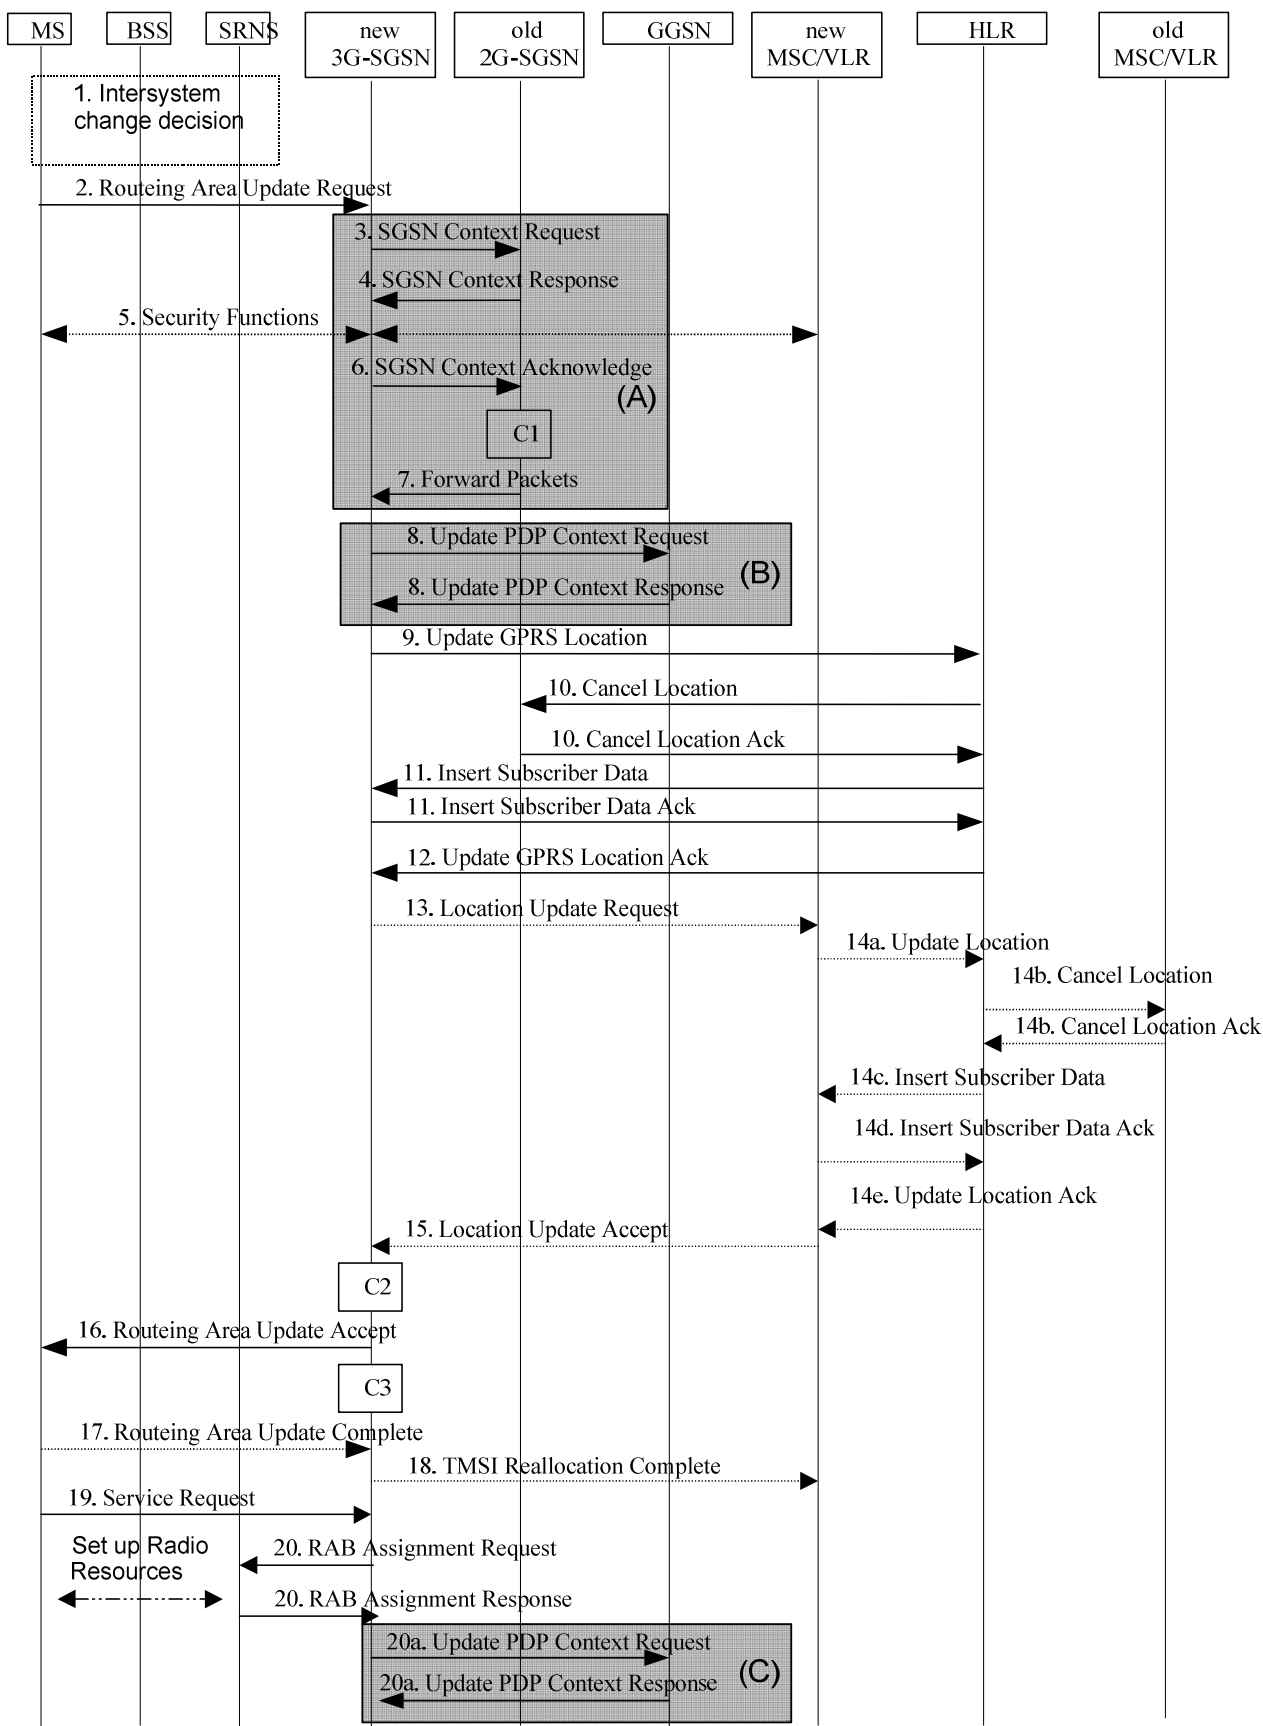 MS
BSS
SRNS
new
3G-SGSN
old
2G-SGSN
GGSN
new
MSC/VLR
HLR
old
MSC/VLR
1. Intersystem
change decision
2. Routeing Area Update Request
3. SGSN Context Request
4. SGSN Context Response
5. Security Functions
6. SGSN Context Acknowledge
(A)
C1
7. Forward Packets
8. Update PDP Context Request
(B)
8. Update PDP Context Response
9. Update GPRS Location
10. Cancel Location
10. Cancel Location Ack
11. Insert Subscriber Data
11. Insert Subscriber Data Ack
12. Update GPRS Location Ack
13. Location Update Request
14a. Update Location
14b. Cancel Location
14b. Cancel Location Ack
14c. Insert Subscriber Data
14d. Insert Subscriber Data Ack
14e. Update Location Ack
15. Location Update Accept
C2
16. Routeing Area Update Accept
C3
17. Routeing Area Update Complete
18. TMSI Reallocation Complete
19. Service Request
Set up Radio
Resources
20. RAB Assignment Request
20. RAB Assignment Response
20a. Update PDP Context Request
(C)
20a. Update PDP Context Response